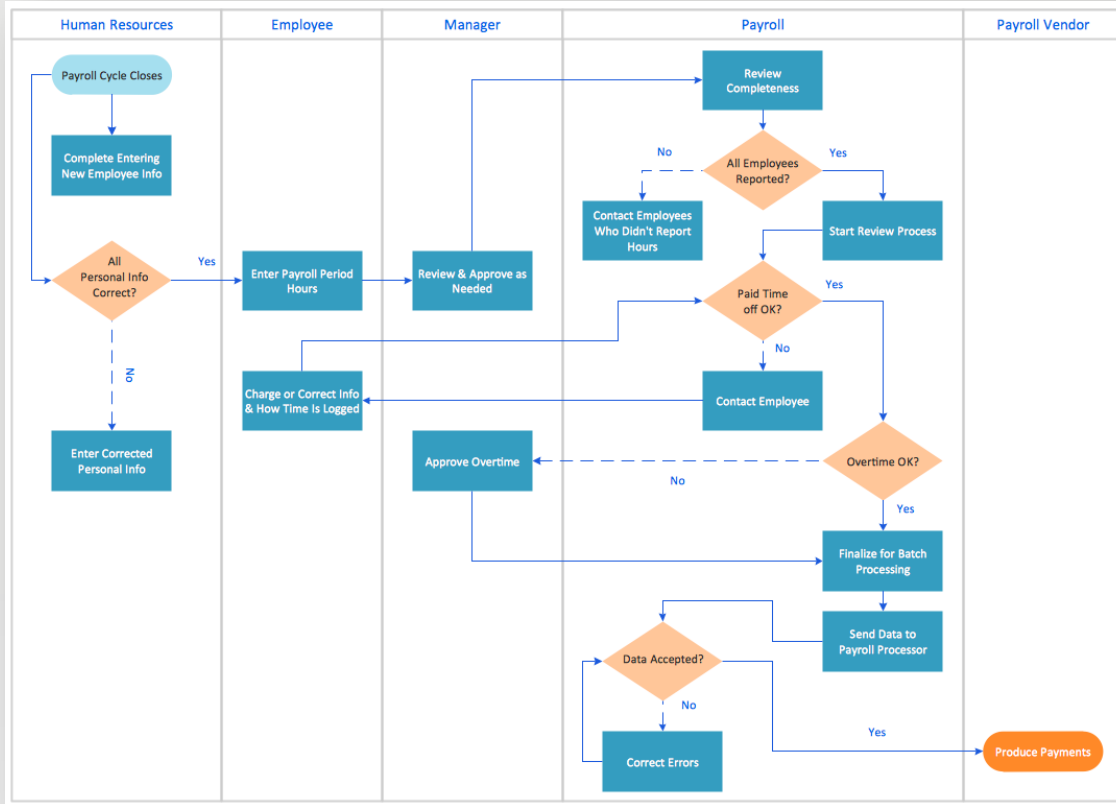 Human Resources
Employee
Manager
Payroll
Payroll Vendor
Payroll Cycle Closes
Complete Entering
New Employee Info
All
Personal Info
Correct?
Yes
No
Enter Corrected
Personal Info
Enter Payroll Period
Hours
Review & Approve as
Needed
Review
Completeness
All Employees
Reported?
No
Yes
Contact Employees
Who Didn't Report
Hours
Start Review Process
Paid Time
off OK?
Yes
No
Contact Employee
Charge or Correct Info
& How Time Is Logged
Overtime OK?
No
Yes
Approve Overtime
Finalize for Batch
Processing
Send Data to
Payroll Processor
Data Accepted?
No
Yes
Correct Errors
Produce Payments